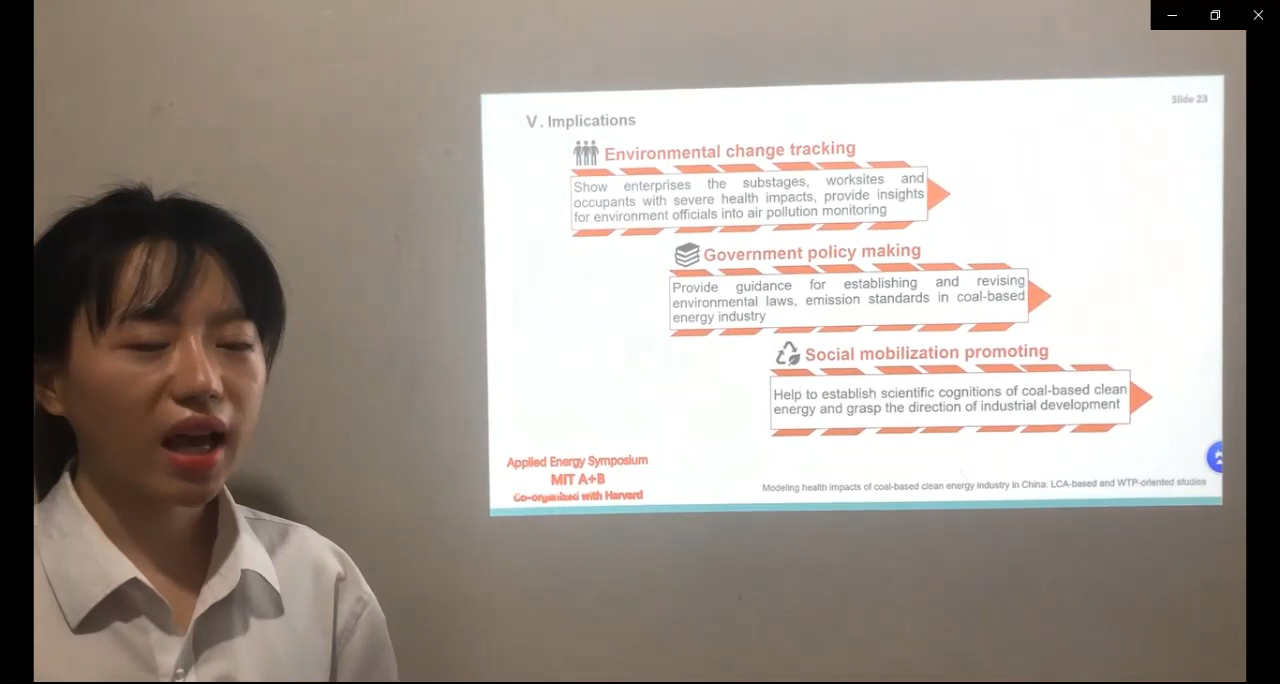 Slide 23
V. Implications
Environmental change tracking
Show enterprises the substages, worksites and
occupants with severe health impacts, provide insights
for environment officials into air pollution monitoring
Government policy making
Provide guidance for establishing and revising
environmental laws, emission standards in coal-based
energy industry
Social mobilization promoting
Help to establish scientific cognitions of coal-based clean
energy and grasp the direction of industrial development
Applied Energy Symposium
MIT A+B
Co-organized with Harvard
Modeling health impacts of coal-based clean energy industry in China: LCA-based and WTP-oriented studies